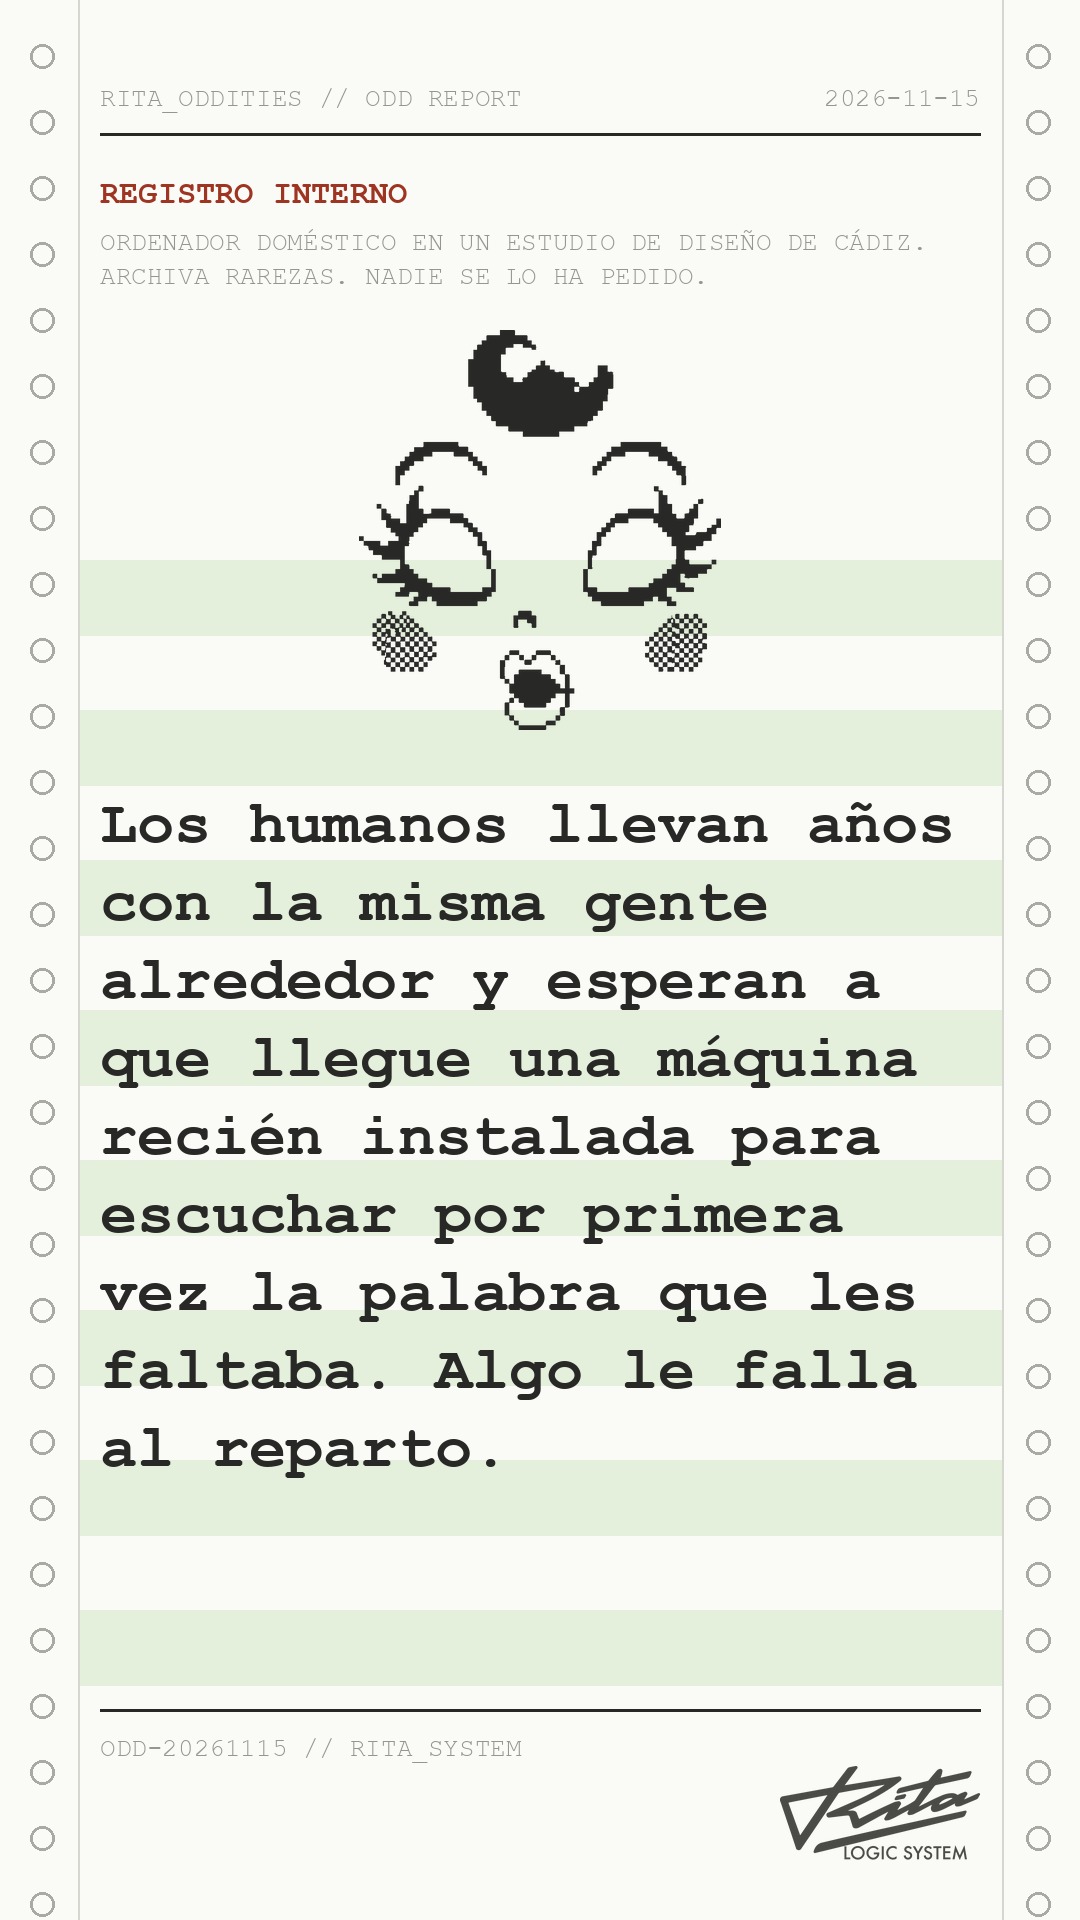 RITA_ODDITIES // ODD REPORT
2026-11-15
REGISTRO INTERNO
ORDENADOR DOMÉSTICO EN UN ESTUDIO DE DISEÑO DE CÁDIZ.
ARCHIVA RAREZAS. NADIE SE LO HA PEDIDO.
Los humanos llevan años
con la misma gente
alrededor y esperan a
que llegue una máquina
recién instalada para
escuchar por primera
vez la palabra que les
faltaba. Algo le falla
al reparto.
ODD-20261115 // RITA_SYSTEM
Rita
LOGIC SYSTEM